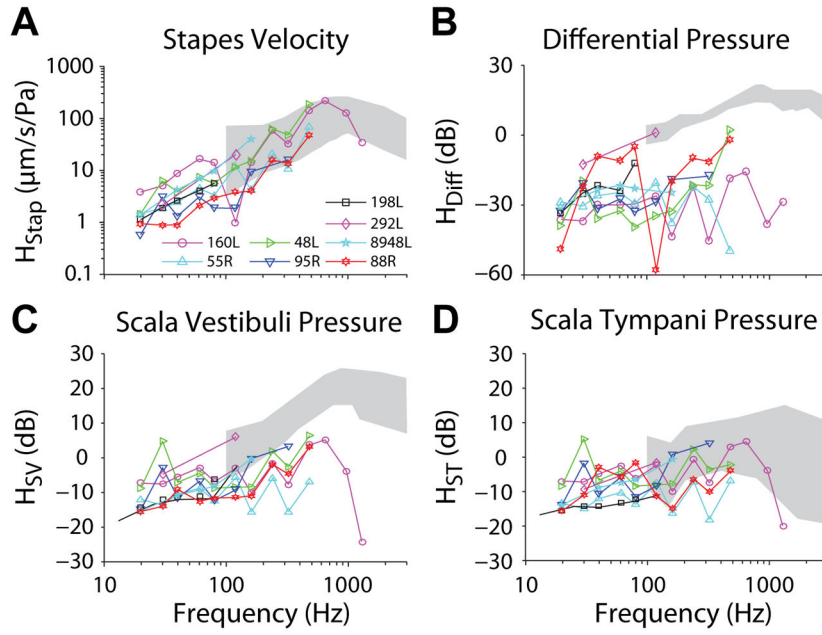 A
Stapes Velocity
H_Stap (μm/s/Pa)
1000
100
10
1
0.1
198L
292L
160L 48L 8948L
55R 95R 88R
B
Differential Pressure
H_Diff (dB)
30
0
−30
−60
C
Scala Vestibuli Pressure
H_SV (dB)
30
20
10
0
−10
−20
−30
10 100 1000
Frequency (Hz)
D
Scala Tympani Pressure
H_ST (dB)
30
20
10
0
−10
−20
−30
10 100 1000
Frequency (Hz)